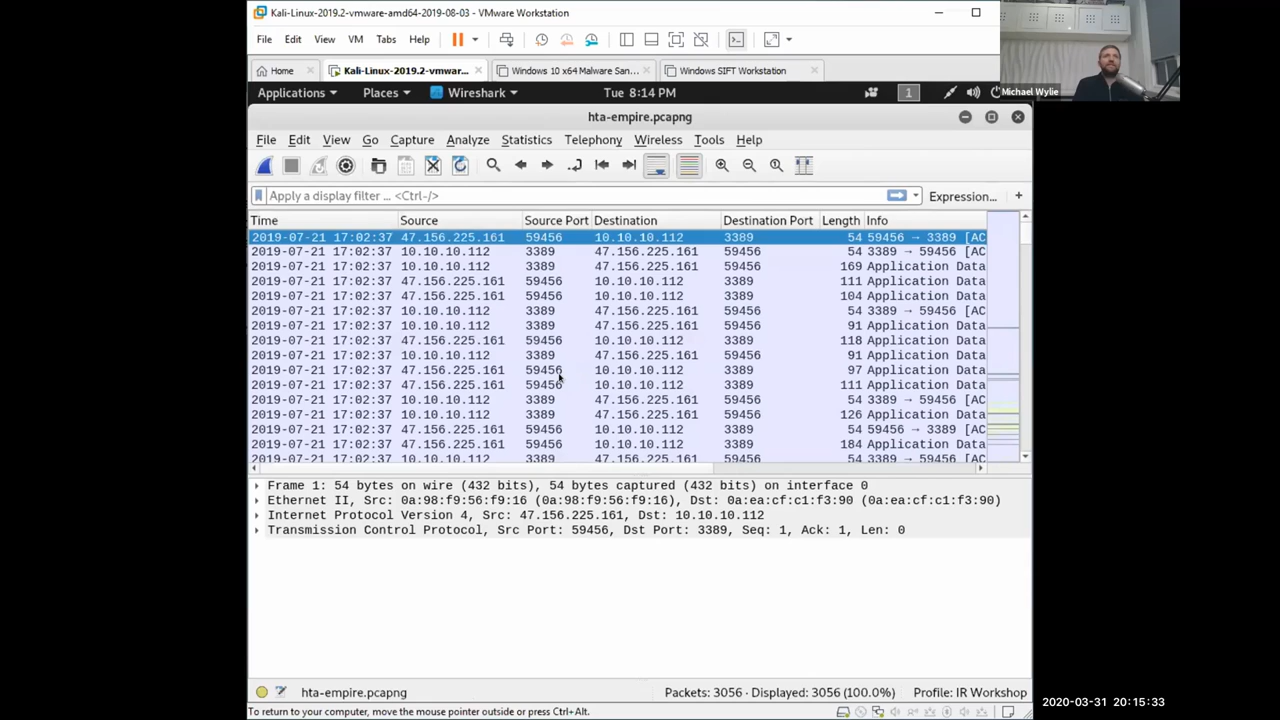 Kali-Linux-2019.2-vmware-amd64-2019-08-03 - VMware Workstation
File Edit View VM Tabs Help
Home Kali-Linux-2019.2-vmwar... Windows 10 x64 Malware San... Windows SIFT Workstation
Michael Wylie
Applications Places Wireshark Tue 8:14 PM 1
hta-empire.pcapng
File Edit View Go Capture Analyze Statistics Telephony Wireless Tools Help
Apply a display filter ... <Ctrl-/> Expression... +
Time Source Source Port Destination Destination Port Length Info
2019-07-21 17:02:37 47.156.225.161 59456 10.10.10.112 3389 54 59456 → 3389 [AC
2019-07-21 17:02:37 10.10.10.112 3389 47.156.225.161 59456 54 3389 → 59456 [AC
2019-07-21 17:02:37 10.10.10.112 3389 47.156.225.161 59456 169 Application Data
2019-07-21 17:02:37 47.156.225.161 59456 10.10.10.112 3389 111 Application Data
2019-07-21 17:02:37 47.156.225.161 59456 10.10.10.112 3389 104 Application Data
2019-07-21 17:02:37 10.10.10.112 3389 47.156.225.161 59456 54 3389 → 59456 [AC
2019-07-21 17:02:37 10.10.10.112 3389 47.156.225.161 59456 91 Application Data
2019-07-21 17:02:37 47.156.225.161 59456 10.10.10.112 3389 118 Application Data
2019-07-21 17:02:37 10.10.10.112 3389 47.156.225.161 59456 91 Application Data
2019-07-21 17:02:37 47.156.225.161 59456 10.10.10.112 3389 97 Application Data
2019-07-21 17:02:37 47.156.225.161 59456 10.10.10.112 3389 111 Application Data
2019-07-21 17:02:37 10.10.10.112 3389 47.156.225.161 59456 54 3389 → 59456 [AC
2019-07-21 17:02:37 10.10.10.112 3389 47.156.225.161 59456 126 Application Data
2019-07-21 17:02:37 47.156.225.161 59456 10.10.10.112 3389 54 59456 → 3389 [AC
2019-07-21 17:02:37 47.156.225.161 59456 10.10.10.112 3389 184 Application Data
2019-07-21 17:02:37 10.10.10.112 3389 47.156.225.161 59456 54 3389 → 59456 [AC
Frame 1: 54 bytes on wire (432 bits), 54 bytes captured (432 bits) on interface 0
Ethernet II, Src: 0a:98:f9:56:f9:16 (0a:98:f9:56:f9:16), Dst: 0a:ea:cf:c1:f3:90 (0a:ea:cf:c1:f3:90)
Internet Protocol Version 4, Src: 47.156.225.161, Dst: 10.10.10.112
Transmission Control Protocol, Src Port: 59456, Dst Port: 3389, Seq: 1, Ack: 1, Len: 0
hta-empire.pcapng Packets: 3056 · Displayed: 3056 (100.0%) Profile: IR Workshop
To return to your computer, move the mouse pointer outside or press Ctrl+Alt.
2020-03-31 20:15:33